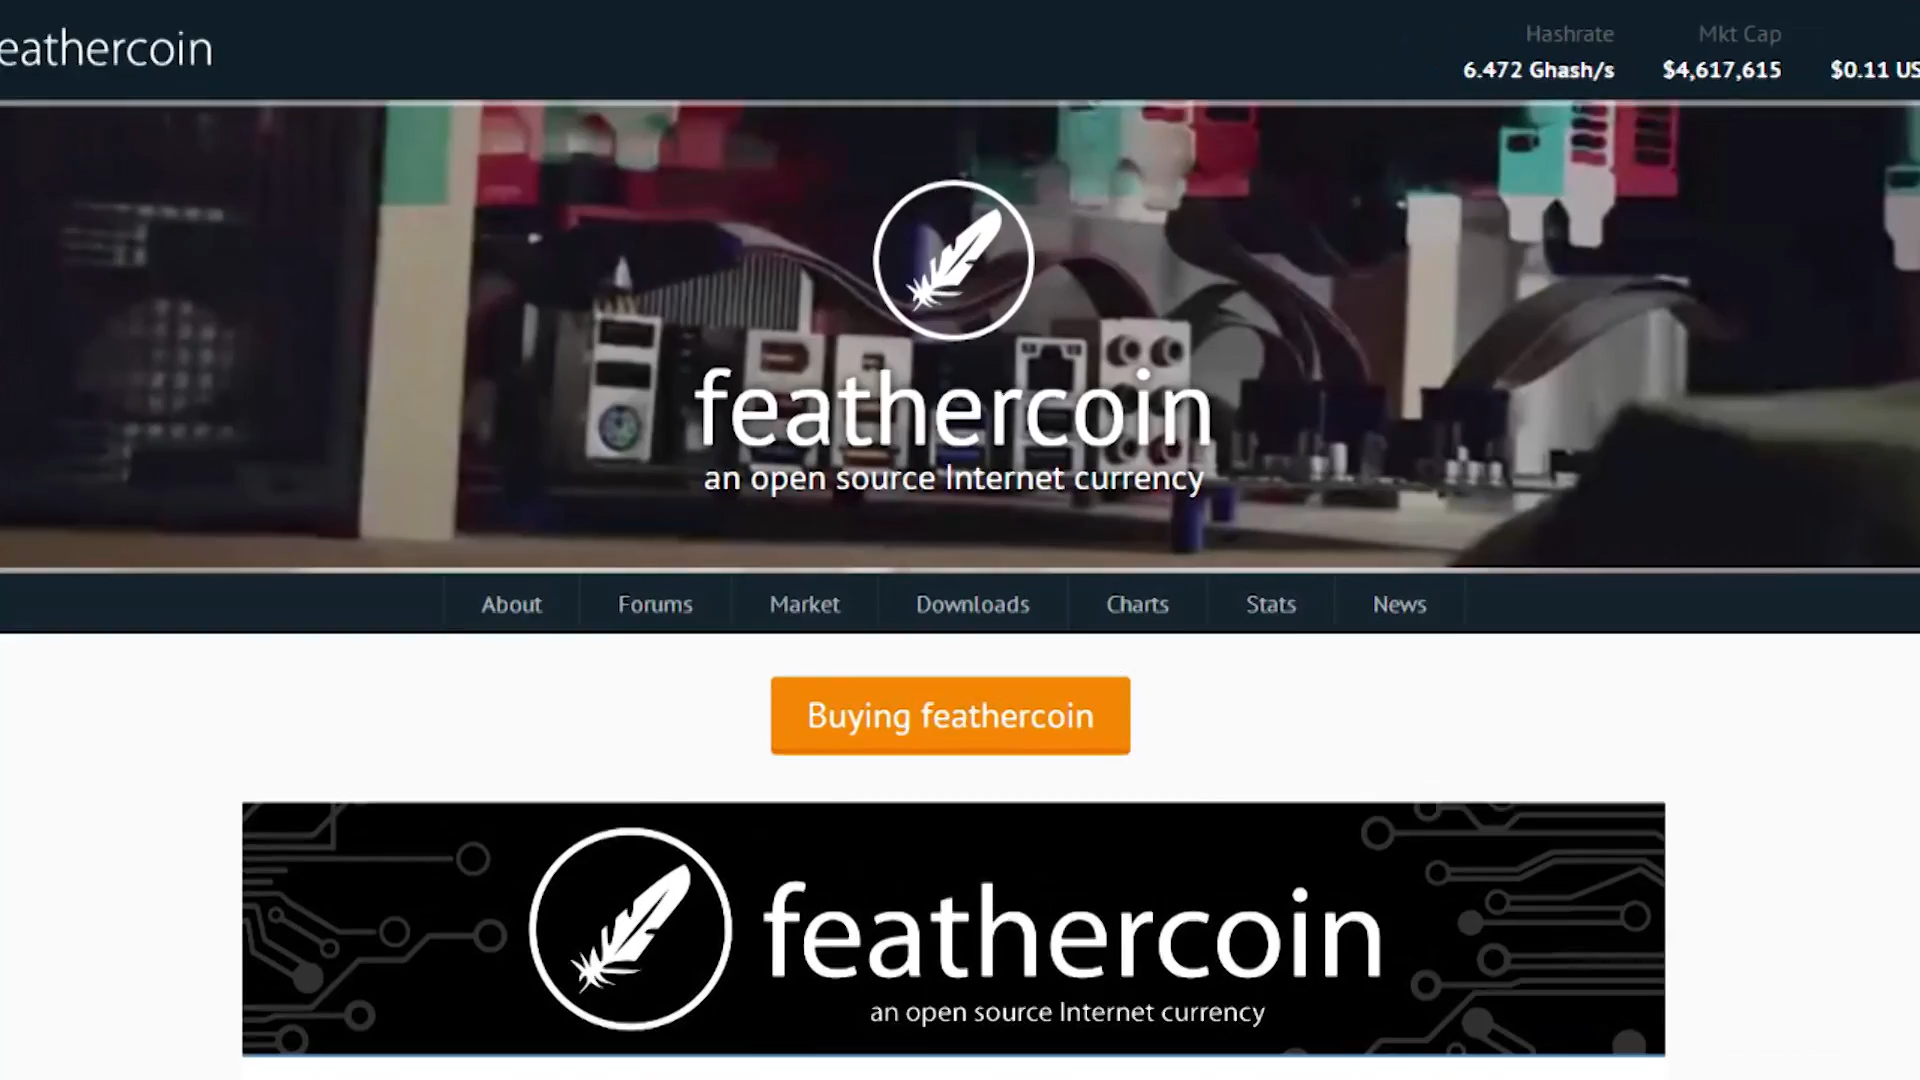 eathercoin
Hashrate
Mkt Cap
6.472 Ghash/s
$4,617,615
$0.11 US
feathercoin
an open source Internet currency
About
Forums
Market
Downloads
Charts
Stats
News
Buying feathercoin
feathercoin
an open source Internet currency